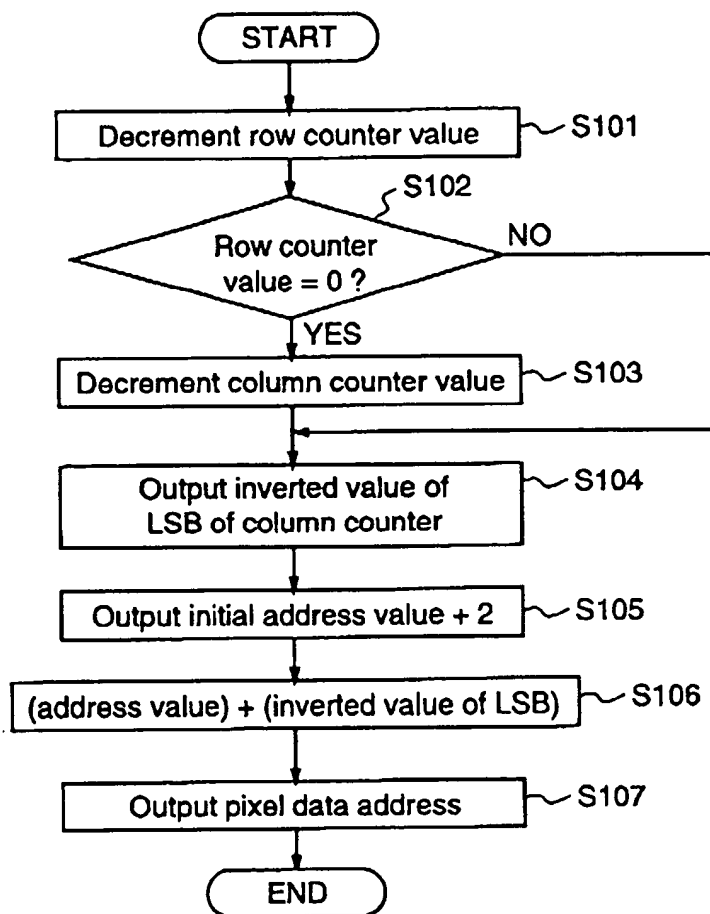 START
Decrement row counter value
S101
S102
Row counter
value = 0 ?
NO
YES
Decrement column counter value
S103
Output inverted value of
LSB of column counter
S104
Output initial address value + 2
S105
(address value) + (inverted value of LSB)
S106
Output pixel data address
S107
END